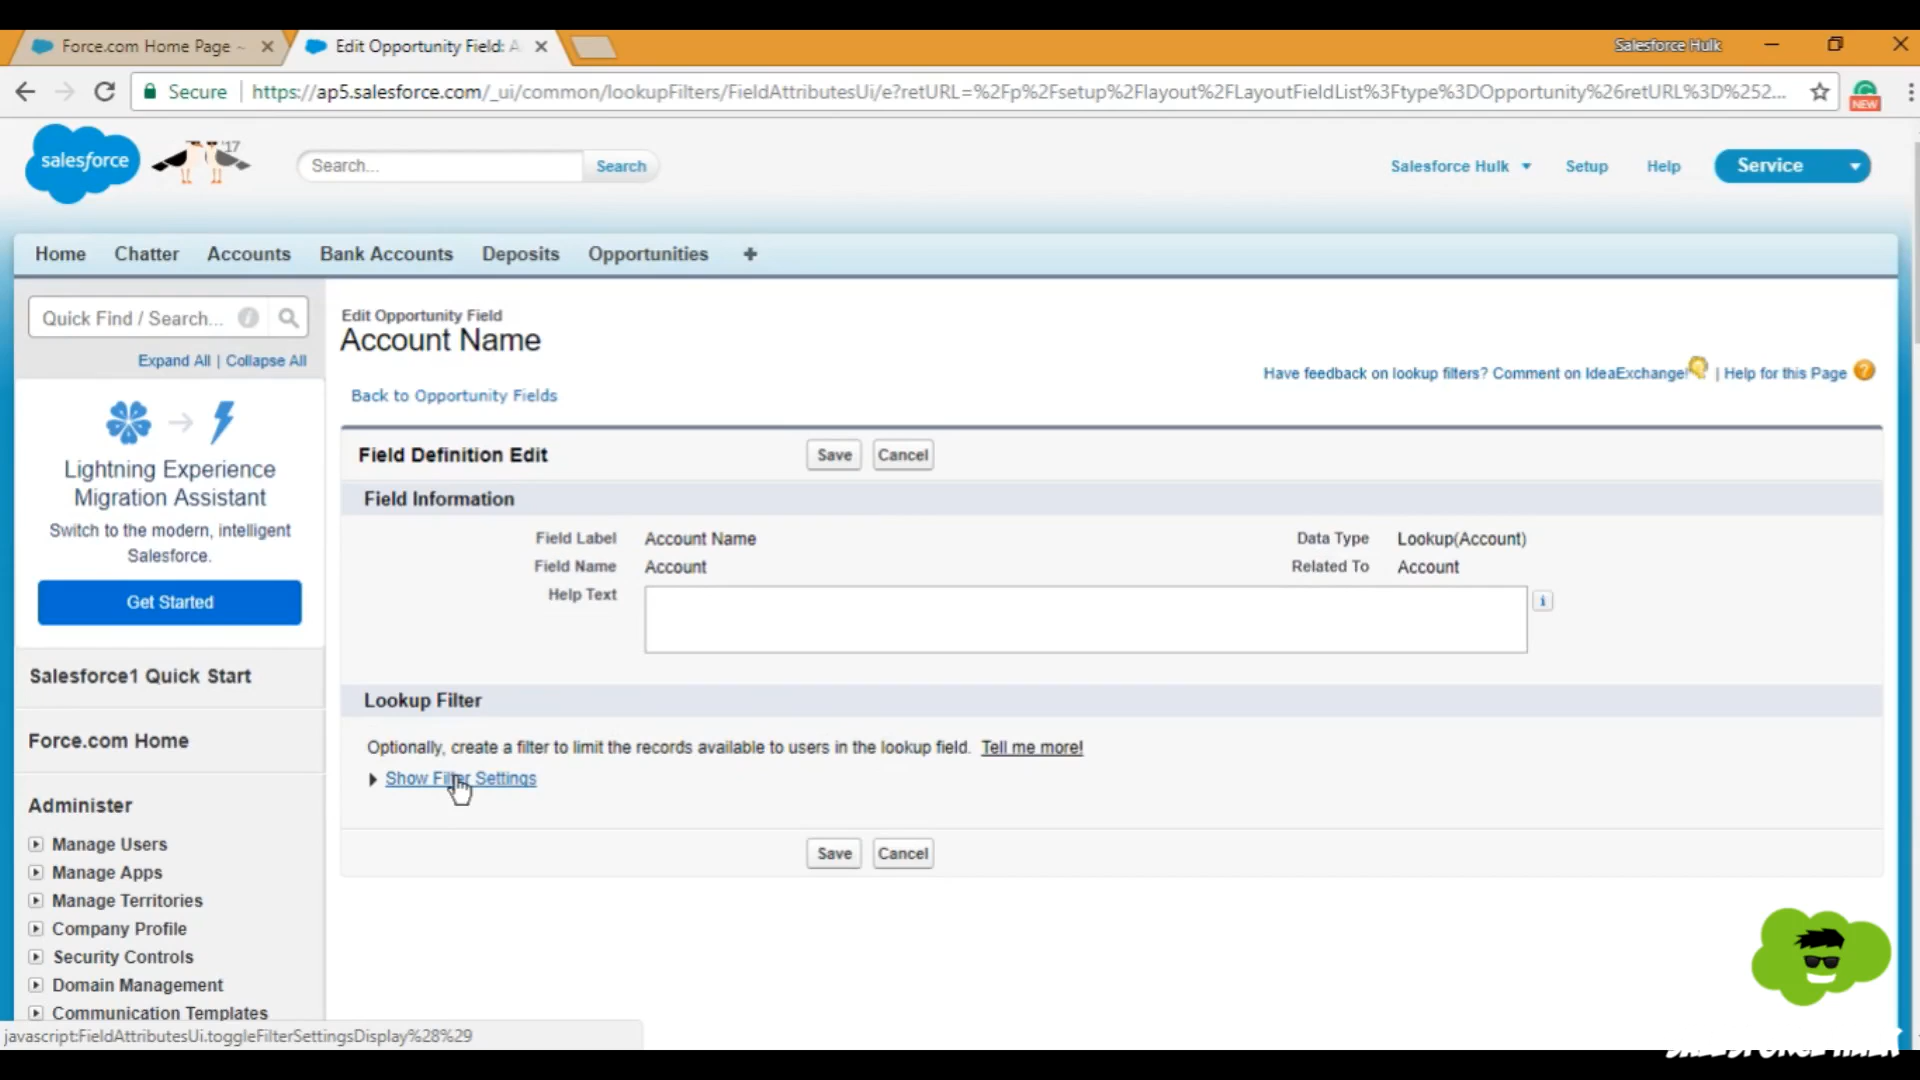 Force.com Home Page ~
Edit Opportunity Field: A
Salesforce Hulk
Secure
https://ap5.salesforce.com/_ui/common/lookupFilters/FieldAttributesUi/e?retURL=%2Fp%2Fsetup%2Flayout%2FLayoutFieldList%3Ftype%3DOpportunity%26retURL%3D%252...
NEW
salesforce
'17
Search...
Search
Salesforce Hulk
Setup
Help
Service
Home
Chatter
Accounts
Bank Accounts
Deposits
Opportunities
+
Quick Find / Search...
Expand All | Collapse All
Lightning Experience
Migration Assistant
Switch to the modern, intelligent
Salesforce.
Get Started
Salesforce1 Quick Start
Force.com Home
Administer
Manage Users
Manage Apps
Manage Territories
Company Profile
Security Controls
Domain Management
Communication Templates
Edit Opportunity Field
Account Name
Have feedback on lookup filters? Comment on IdeaExchange! | Help for this Page
Back to Opportunity Fields
Field Definition Edit
Save
Cancel
Field Information
Field Label Account Name
Data Type Lookup(Account)
Field Name Account
Related To Account
Help Text
Lookup Filter
Optionally, create a filter to limit the records available to users in the lookup field. Tell me more!
Show Filter Settings
Save
Cancel
javascript:FieldAttributesUi.toggleFilterSettingsDisplay%28%29